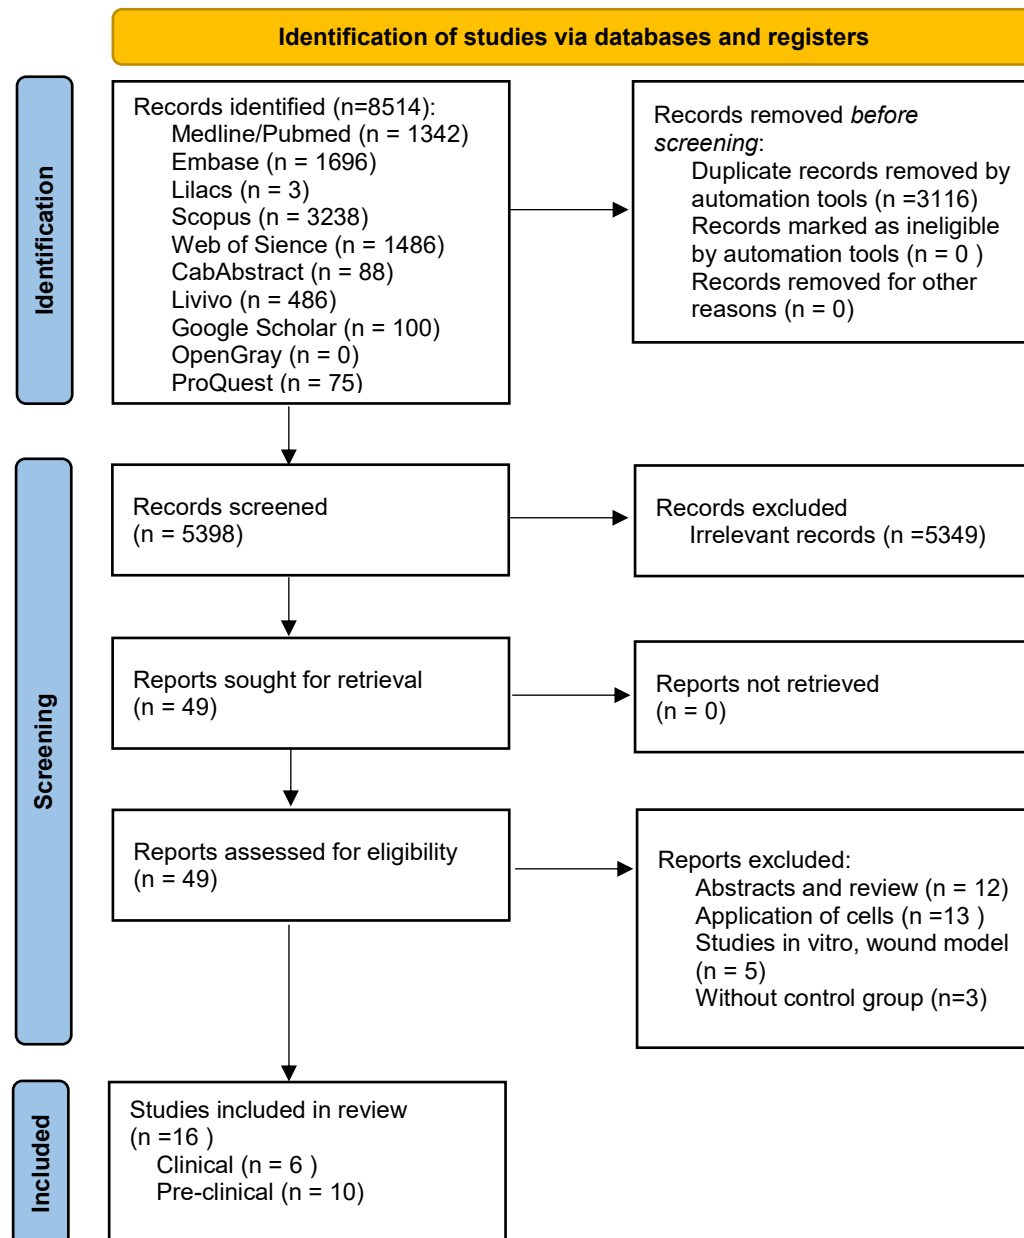 Identification of studies via databases and registers
Identification
Records identified (n=8514):
Medline/Pubmed (n = 1342)
Embase (n = 1696)
Lilacs (n = 3)
Scopus (n = 3238)
Web of Sience (n = 1486)
CabAbstract (n = 88)
Livivo (n = 486)
Google Scholar (n = 100)
OpenGray (n = 0)
ProQuest (n = 75)
Records removed before
screening:
Duplicate records removed by
automation tools (n =3116)
Records marked as ineligible
by automation tools (n = 0 )
Records removed for other
reasons (n = 0)
Screening
Records screened
(n = 5398)
Records excluded
Irrelevant records (n =5349)
Reports sought for retrieval
(n = 49)
Reports not retrieved
(n = 0)
Reports assessed for eligibility
(n = 49)
Reports excluded:
Abstracts and review (n = 12)
Application of cells (n =13 )
Studies in vitro, wound model
(n = 5)
Without control group (n=3)
Included
Studies included in review
(n =16 )
Clinical (n = 6 )
Pre-clinical (n = 10)